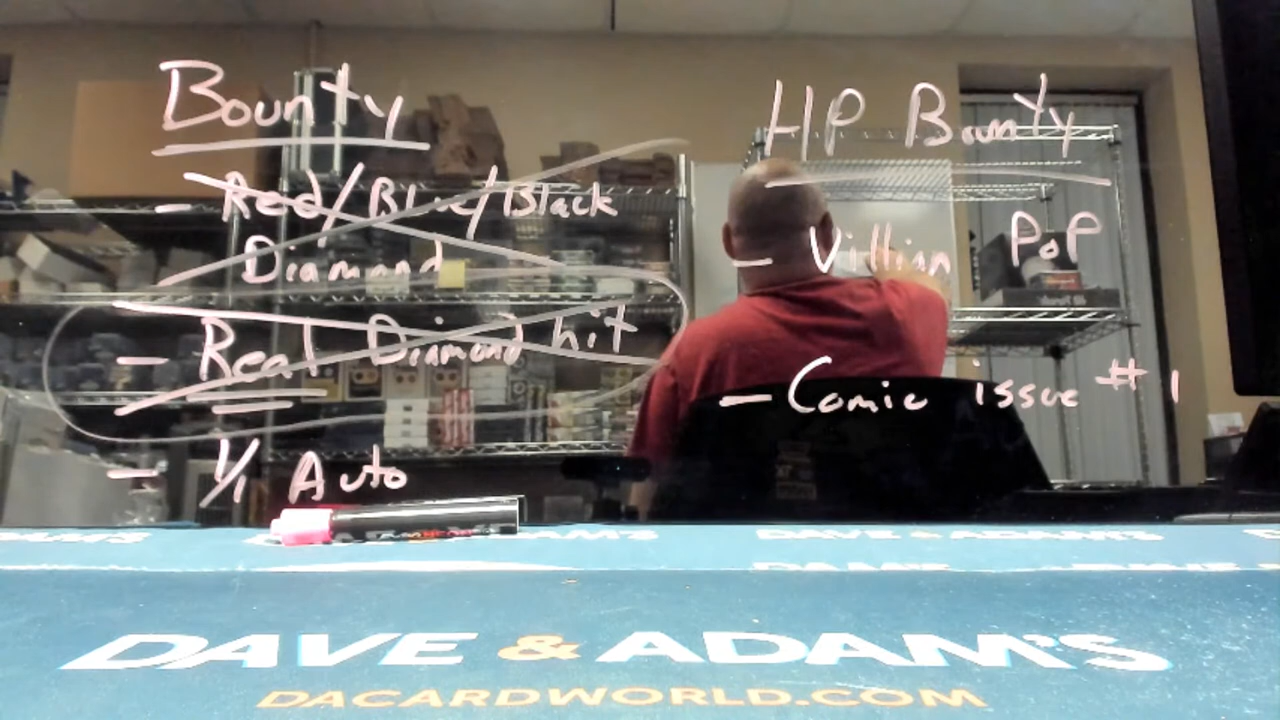 Bounty
- Red/Blue/Black
Diamond
- Real Diamond hit
- 1/1 Auto
HP Bounty
- Villian PoP
- Comic issue #1
DAVE & ADAM'S
DACARDWORLD.COM